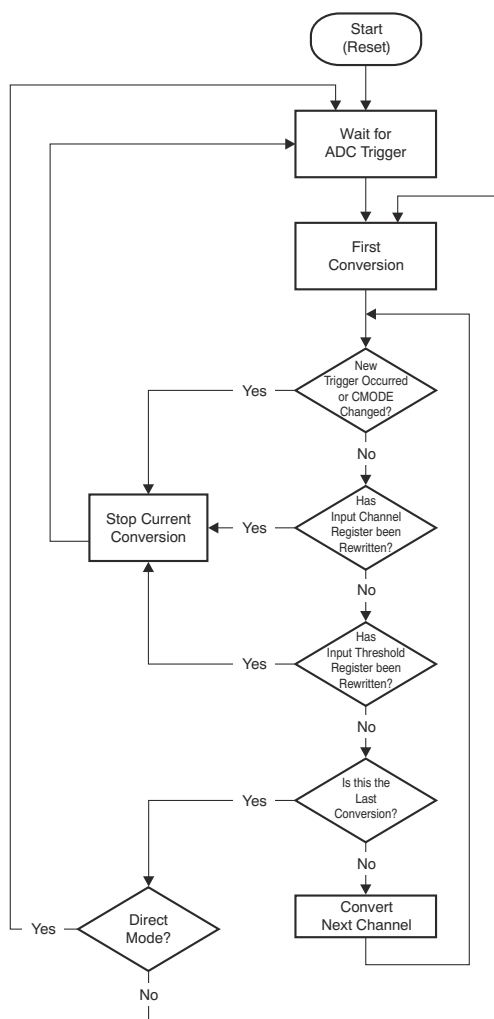 Start
(Reset)
Wait for
ADC Trigger
First
Conversion
New
Trigger Occurred
or CMODE
Changed?
Yes
No
Has
Input Channel
Register been
Rewritten?
Yes
Stop Current
Conversion
No
Has
Input Threshold
Register been
Rewritten?
Yes
No
Is this the
Last
Conversion?
Yes
No
Convert
Next Channel
Direct
Mode?
Yes
No